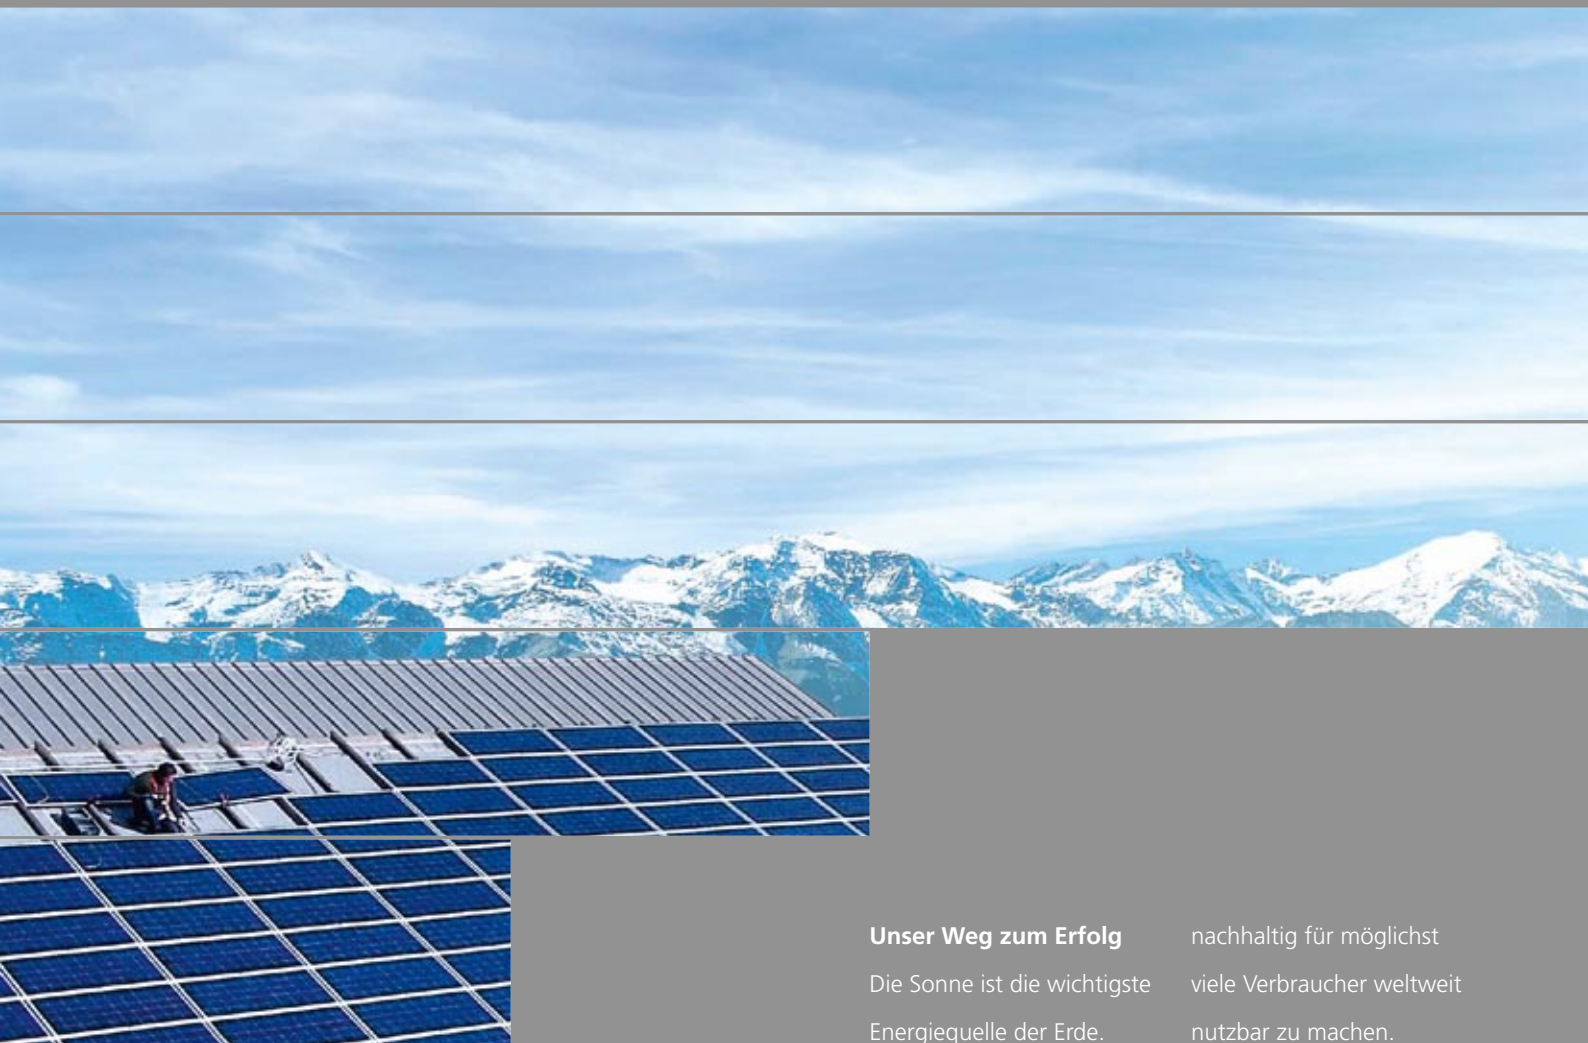 Unser Weg zum Erfolg
Die Sonne ist die wichtigste
Energiequelle der Erde.
nachhaltig für möglichst
viele Verbraucher weltweit
nutzbar zu machen.